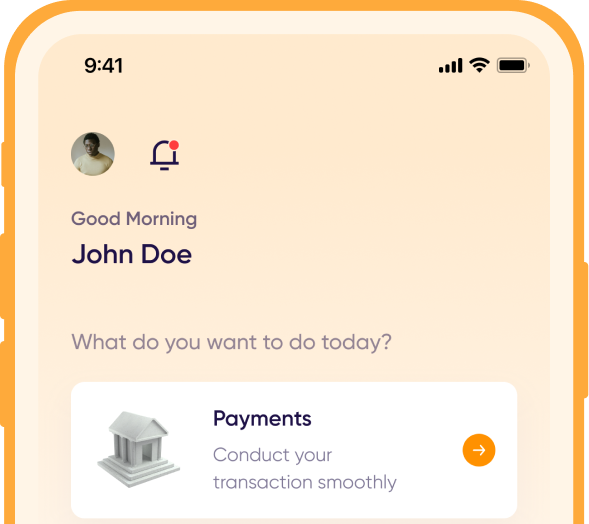 9:41
Good Morning
John Doe
What do you want to do today?
Payments
Conduct your
transaction smoothly